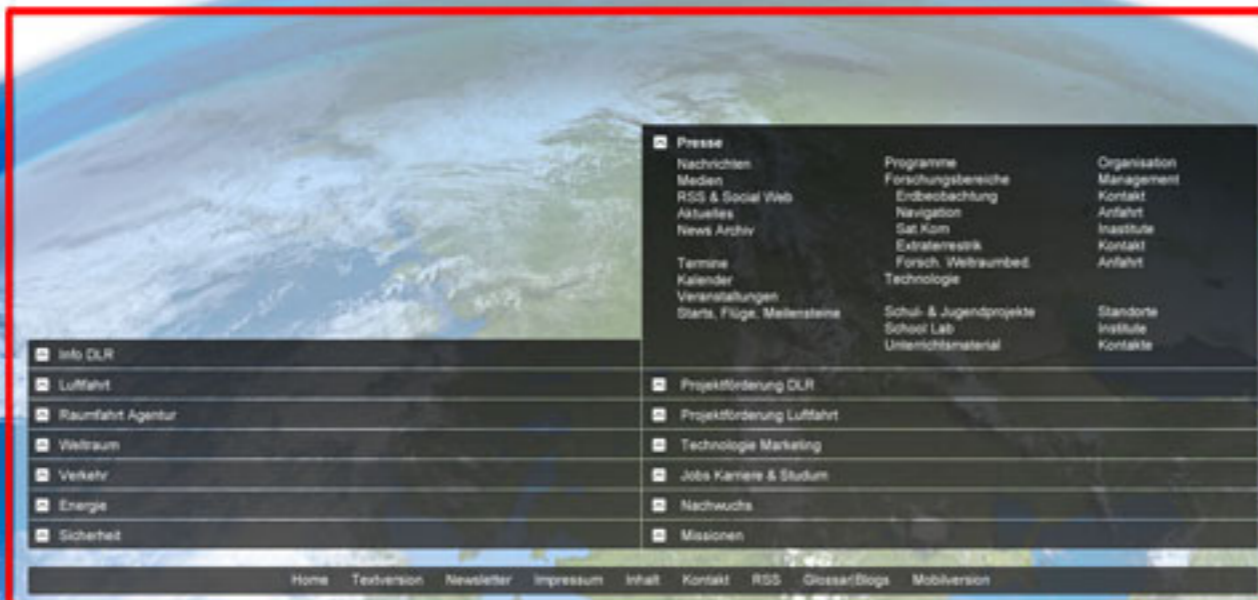 Presse
Nachrichten
Medien
RSS & Social Web
Aktuelles
News Archiv
Termine
Kalender
Veranstaltungen
Starts, Flüge, Meilensteine
Programme
Forschungsbereiche
Erdbeobachtung
Navigation
Sat.Kom
Extraterrestrik
Forsch. Weltraumbed.
Technologie
Schul- & Jugendprojekte
School Lab
Unterrichtsmaterial
Organisation
Management
Kontakt
Anfahrt
Inastitute
Kontakt
Anfahrt
Standorte
Institute
Kontakte
Info DLR
Luftfahrt
Raumfahrt Agentur
Weltraum
Verkehr
Energie
Sicherheit
Projektförderung DLR
Projektförderung Luftfahrt
Technologie Marketing
Jobs Karriere & Studium
Nachwuchs
Missionen
Home Textversion Newsletter Impressum Inhalt Kontakt RSS Glossar|Blogs Mobilversion